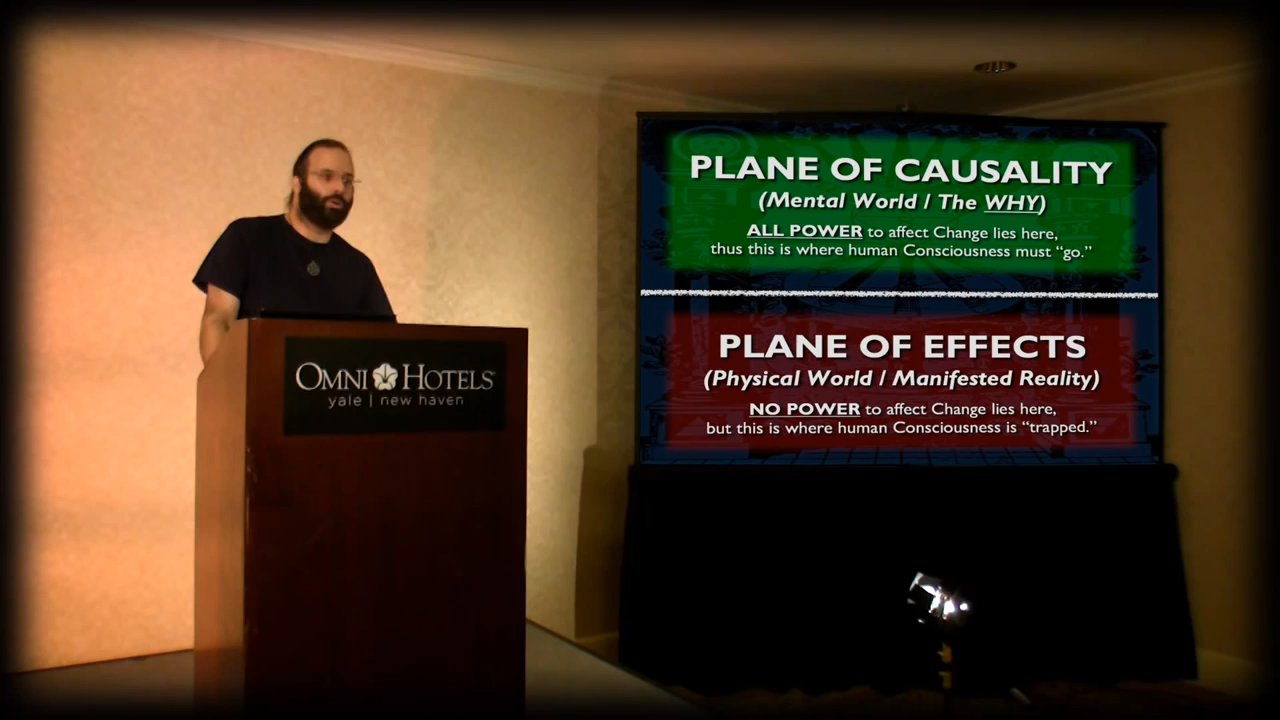 OMNI HOTELS
yale | new haven
PLANE OF CAUSALITY
(Mental World / The WHY)
ALL POWER to affect Change lies here,
thus this is where human Consciousness must “go.”
PLANE OF EFFECTS
(Physical World / Manifested Reality)
NO POWER to affect Change lies here,
but this is where human Consciousness is “trapped.”